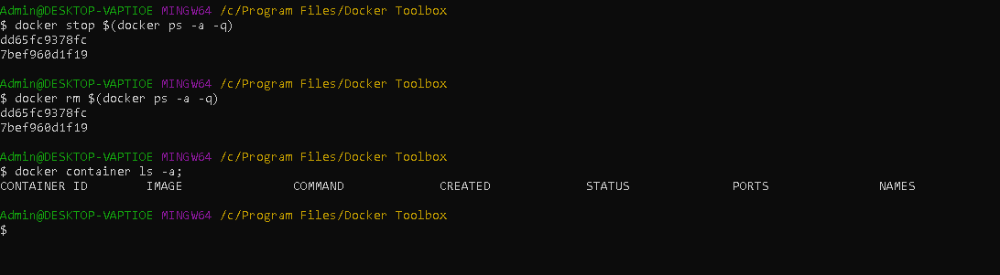 Admin@DESKTOP-VAPTIOE MINGW64 /c/Program Files/Docker Toolbox
$ docker stop $(docker ps -a -q)
dd65fc9378fc
7bef960d1f19
Admin@DESKTOP-VAPTIOE MINGW64 /c/Program Files/Docker Toolbox
$ docker rm $(docker ps -a -q)
dd65fc9378fc
7bef960d1f19
Admin@DESKTOP-VAPTIOE MINGW64 /c/Program Files/Docker Toolbox
$ docker container ls -a;
CONTAINER ID IMAGE COMMAND CREATED STATUS PORTS NAMES
Admin@DESKTOP-VAPTIOE MINGW64 /c/Program Files/Docker Toolbox
$